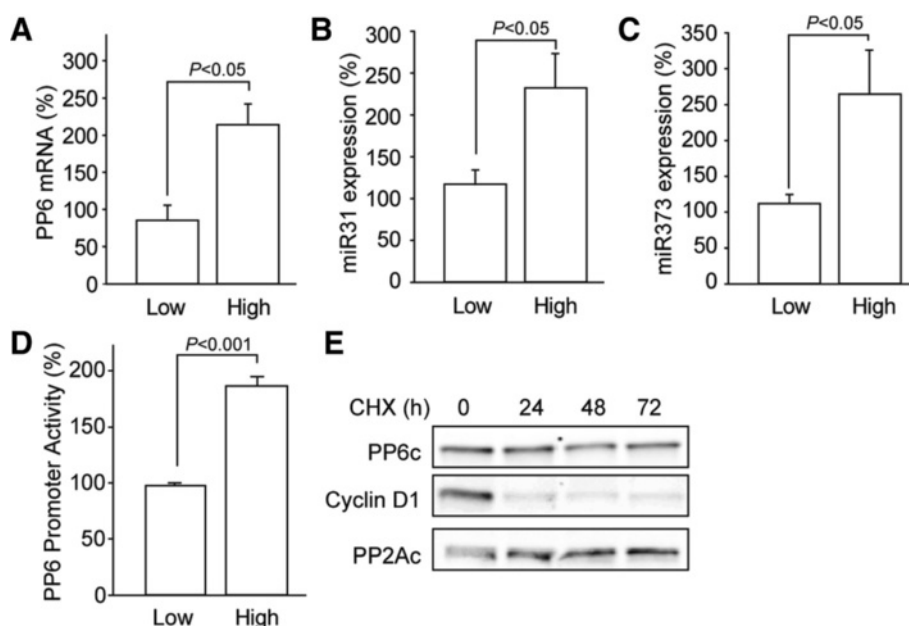 A
PP6 mRNA (%)
300
250
200
150
100
50
0
P<0.05
Low High
B
miR31 expression (%)
300
250
200
150
100
50
0
P<0.05
Low High
C
miR373 expression (%)
350
300
250
200
150
100
50
0
P<0.05
Low High
D
PP6 Promoter Activity (%)
200
150
100
50
0
P<0.001
Low High
E
CHX (h) 0 24 48 72
PP6c
Cyclin D1
PP2Ac